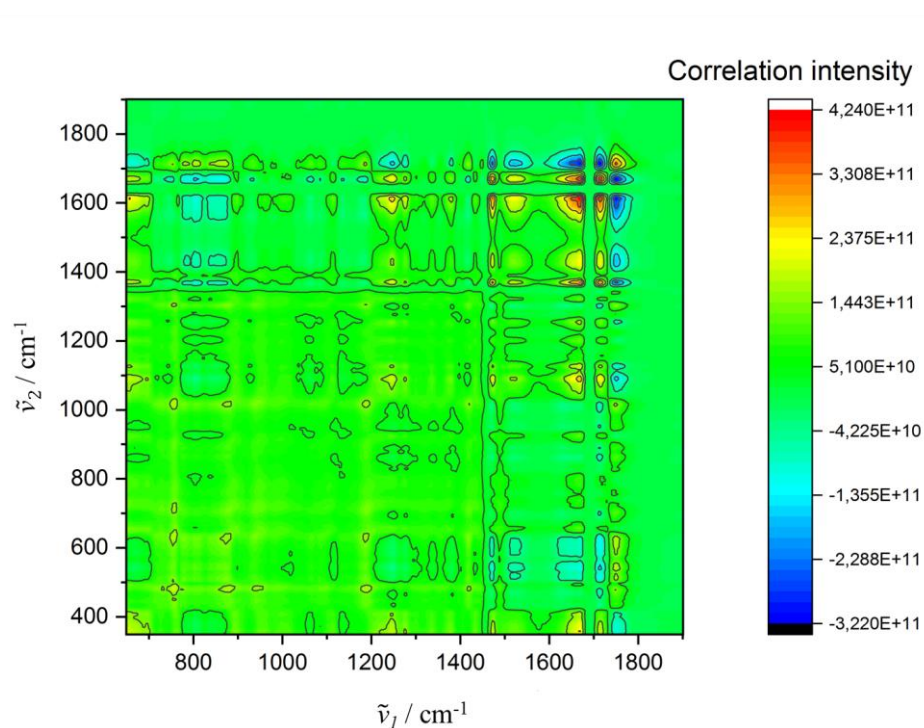 Correlation intensity
4,240E+11
3,308E+11
2,375E+11
1,443E+11
5,100E+10
-4,225E+10
-1,355E+11
-2,288E+11
-3,220E+11
1800
1600
1400
1200
1000
800
600
400
ṽ₂ / cm⁻¹
800 1000 1200 1400 1600 1800
ṽ₁ / cm⁻¹